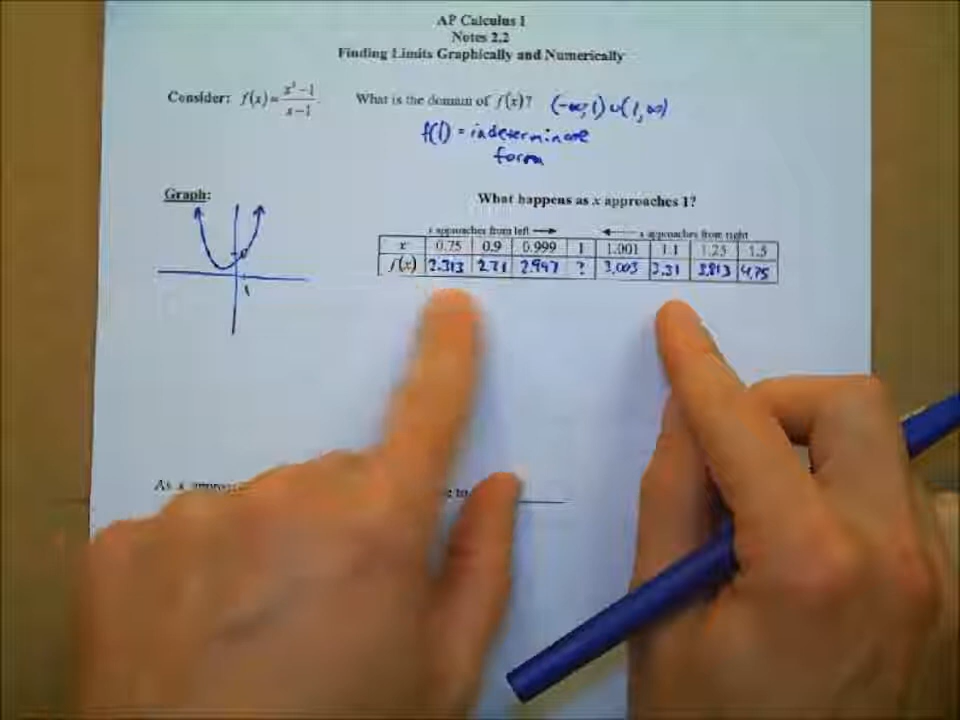 AP Calculus I
Notes 2.2
Finding Limits Graphically and Numerically
Consider: f(x)= x³ -1 / x-1 What is the domain of f(x)? (-∞,1) ∪ (1,∞)
f(1) = indeterminate
form
Graph:
What happens as x approaches 1?
x approaches from left → ← x approaches from right
x 0.75 0.9 0.999 1 1.001 1.1 1.25 1.5
f(x) 2.313 2.71 2.997 ? 3.003 3.31 3.813 4.75
1
As x to